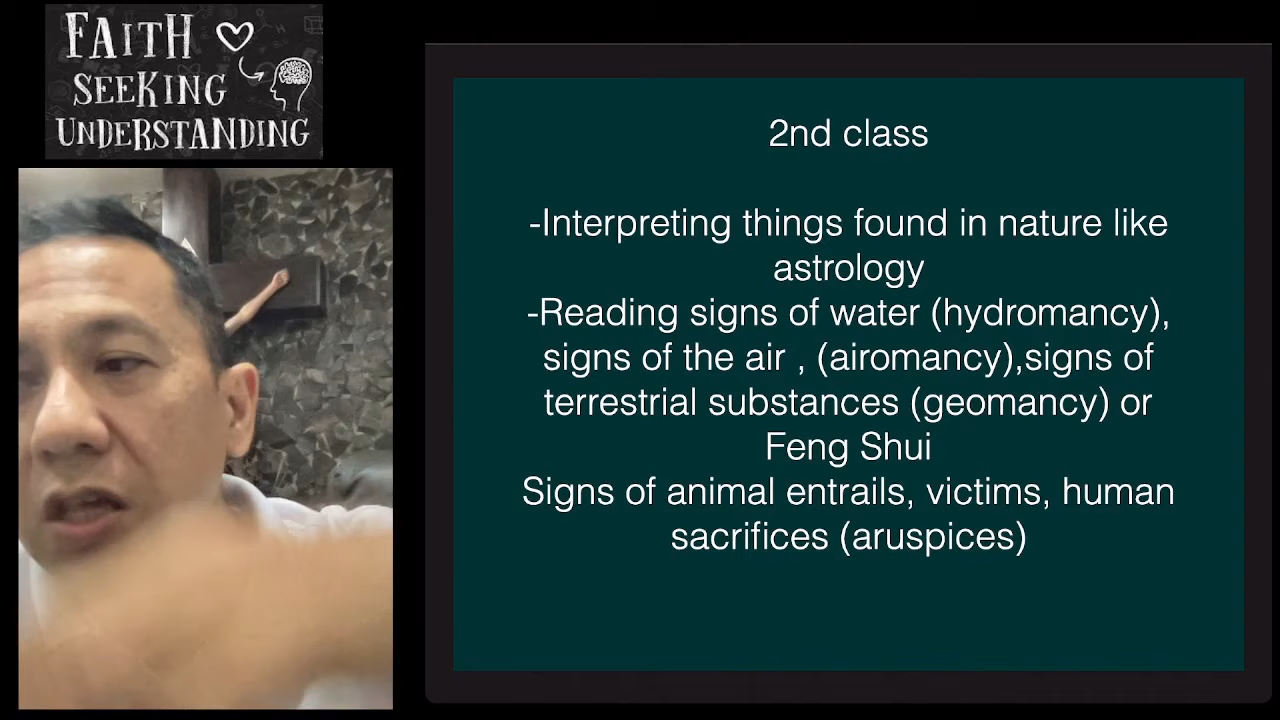 FAITH
SEEKING
UNDERSTANDING
2nd class
-Interpreting things found in nature like
astrology
-Reading signs of water (hydromancy),
signs of the air , (airomancy),signs of
terrestrial substances (geomancy) or
Feng Shui
Signs of animal entrails, victims, human
sacrifices (aruspices)